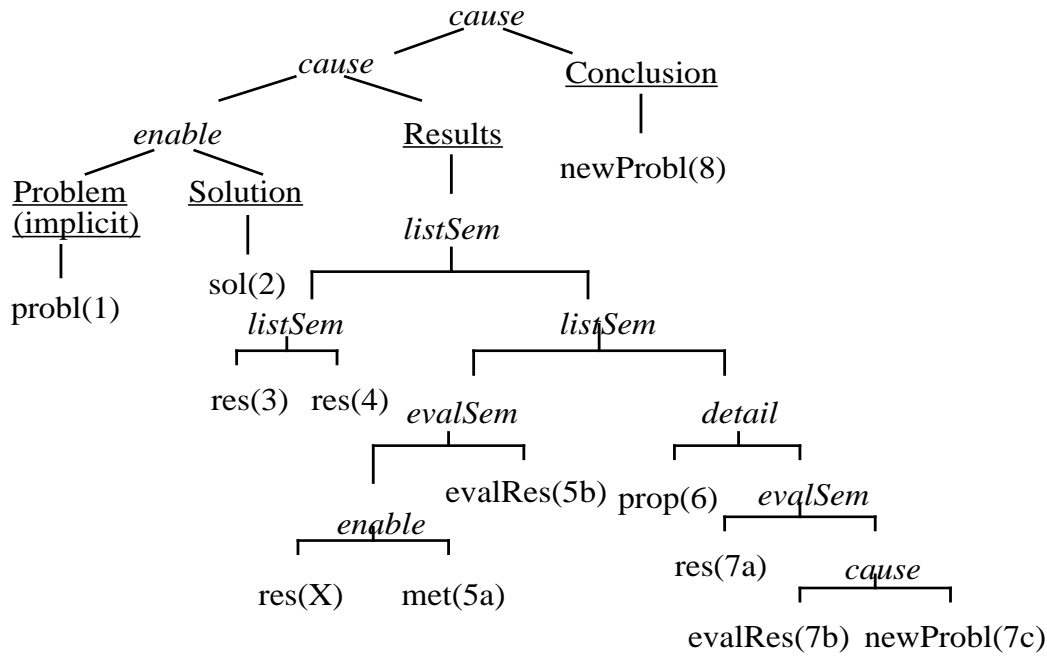 cause
cause
Conclusion
enable
Results
newProbl(8)
Problem
(implicit)
Solution
listSem
sol(2)
probl(1)
listSem
listSem
res(3)
res(4)
evalSem
detail
evalRes(5b)
prop(6)
evalSem
enable
res(7a)
cause
res(X)
met(5a)
evalRes(7b)
newProbl(7c)